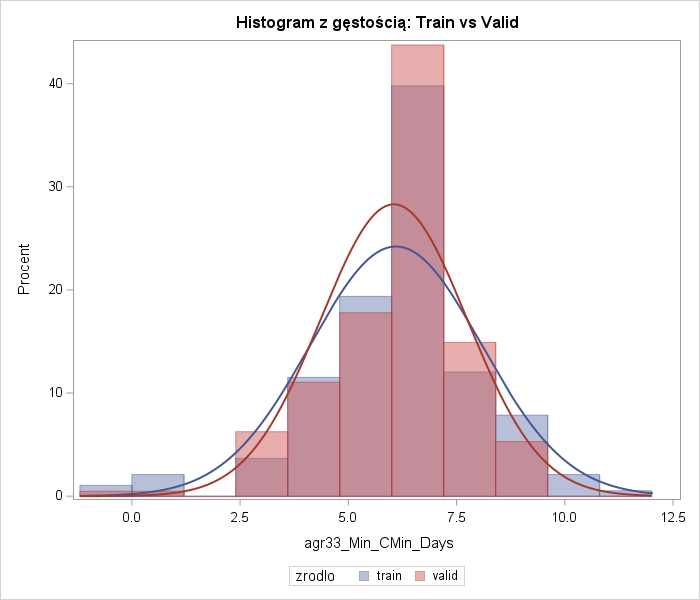 Histogram z gęstością: Train vs Valid
Procent
40
30
20
10
0
0.0 2.5 5.0 7.5 10.0 12.5
agr33_Min_CMin_Days
zrodlo train valid